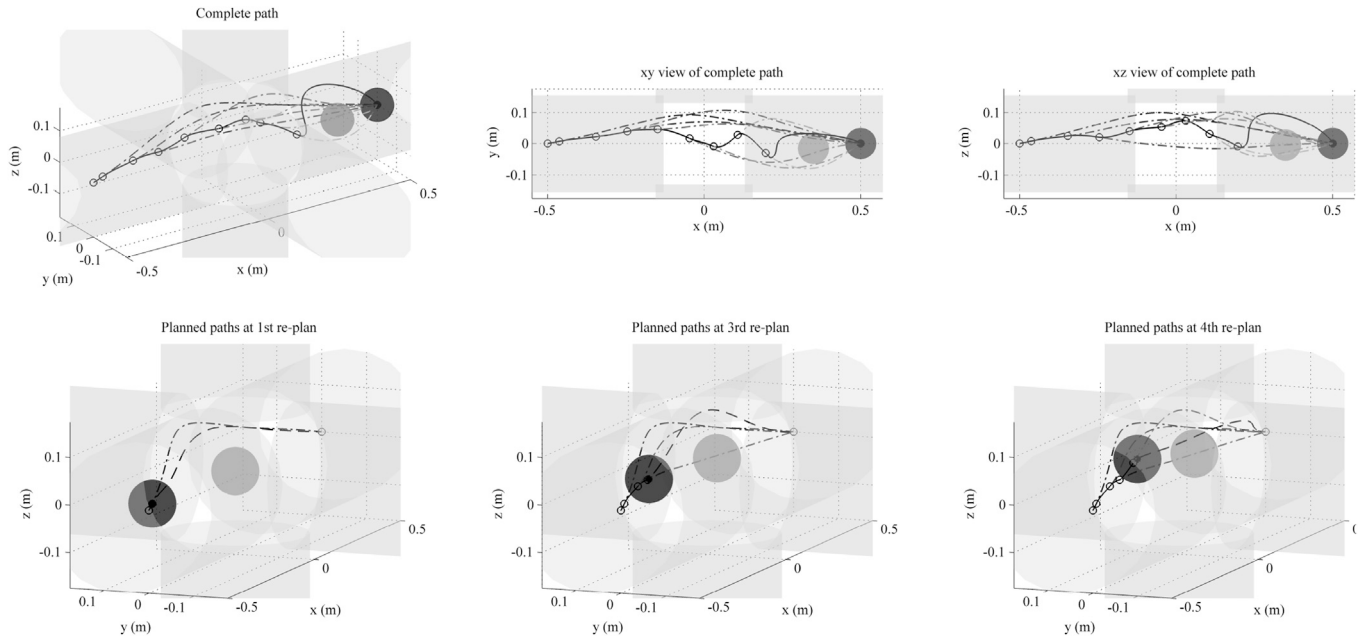 Complete path
z (m)
0.1
0
-0.1
0.1
0
-0.1
y (m)
-0.5
x (m)
0
0.5
xy view of complete path
y (m)
0.1
0
-0.1
-0.5
0
0.5
x (m)
xz view of complete path
z (m)
0.1
0
-0.1
-0.5
0
0.5
x (m)
Planned paths at 1st re-plan
z (m)
0.1
0
-0.1
0.1
0
-0.1
y (m)
-0.5
x (m)
0
0.5
Planned paths at 3rd re-plan
z (m)
0.1
0
-0.1
0.1
0
-0.1
y (m)
-0.5
x (m)
0
0.5
Planned paths at 4th re-plan
z (m)
0.1
0
-0.1
0.1
0
-0.1
y (m)
-0.5
x (m)
0
0